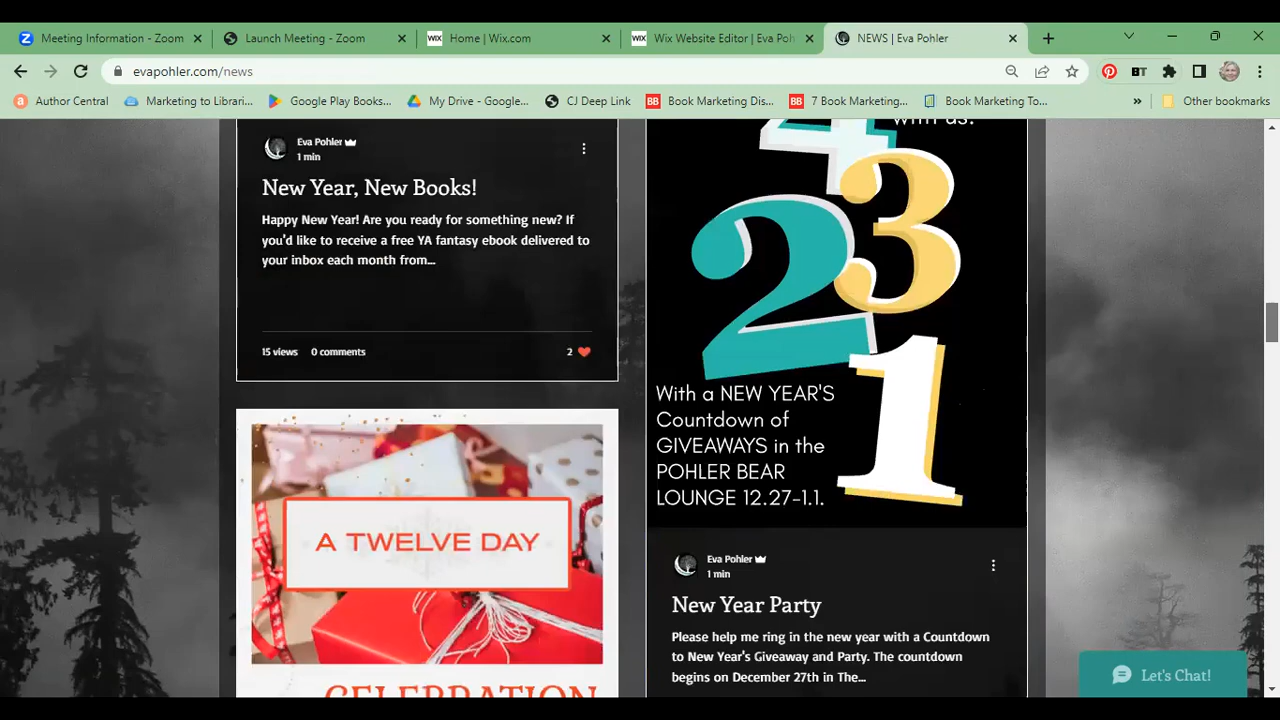 Meeting Information - Zoom
Launch Meeting - Zoom
WIX Home | Wix.com
WIX Wix Website Editor | Eva Poh
NEWS | Eva Pohler
evapohler.com/news
BT
a Author Central
Marketing to Librari...
Google Play Books...
My Drive - Google...
CJ Deep Link
BB Book Marketing Dis...
BB 7 Book Marketing...
Book Marketing To...
»
Other bookmarks
Eva Pohler
1 min
New Year, New Books!
Happy New Year! Are you ready for something new? If
you'd like to receive a free YA fantasy ebook delivered to
your inbox each month from...
15 views 0 comments 2
A TWELVE DAY
CELEBRATION
with us!
4
3
2
1
With a NEW YEAR'S
Countdown of
GIVEAWAYS in the
POHLER BEAR
LOUNGE 12.27-1.1.
Eva Pohler
1 min
New Year Party
Please help me ring in the new year with a Countdown
to New Year's Giveaway and Party. The countdown
begins on December 27th in The...
Let's Chat!